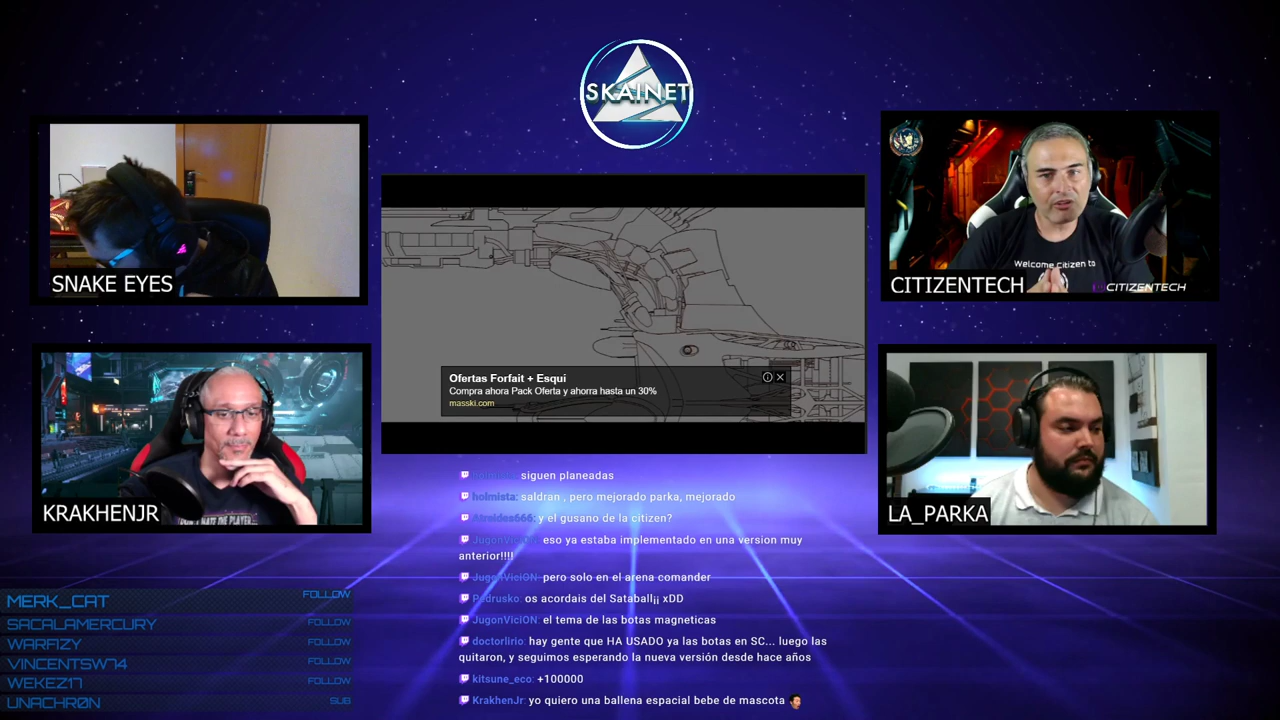 SKAINET
SNAKE EYES
Welcome Citizen to
CITIZENTECH
CITIZENTECH
Ofertas Forfait + Esqui
Compra ahora Pack Oferta y ahorra hasta un 30%
masski.com
KRAKHENJR
LA_PARKA
siguen planeadas
holmista: saldran , pero mejorado parka, mejorado
Atraides666: y el gusano de la citizen?
JugonViciON: eso ya estaba implementado en una version muy
anterior!!!!
JugonViciON: pero solo en el arena comander
Pedrusko: os acordais del Sataball¡¡ xDD
JugonViciON: el tema de las botas magneticas
doctorlirio: hay gente que HA USADO ya las botas en SC... luego las
quitaron, y seguimos esperando la nueva versión desde hace años
kitsune_eco: +100000
KrakhenJr: yo quiero una ballena espacial bebe de mascota
MERK_CAT FOLLOW
SACALAMERCURY FOLLOW
WARFIZY FOLLOW
VINCENTSW74 FOLLOW
WEKEZ17 FOLLOW
UNACHR0N SUB